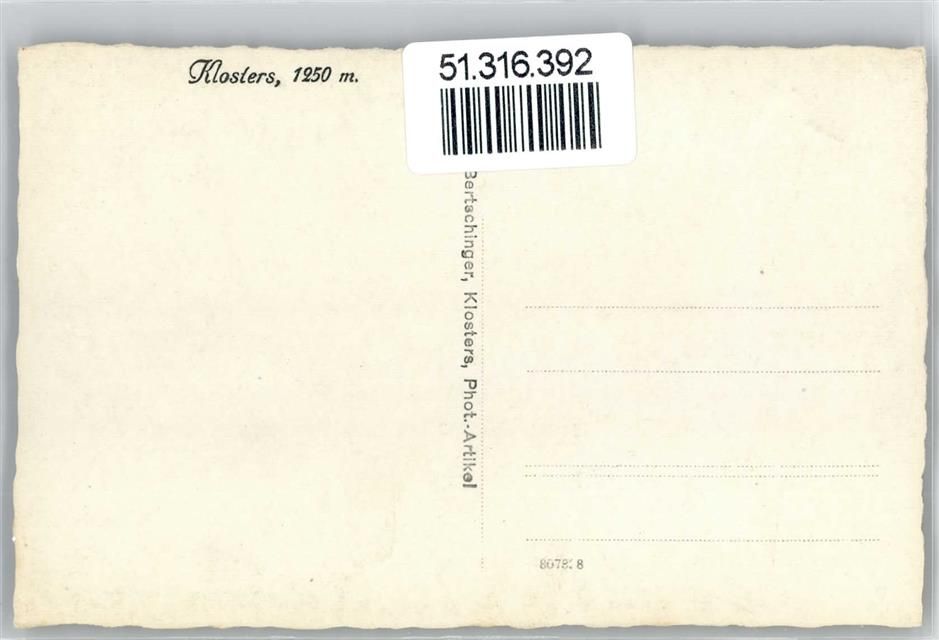 Klosters, 1250 m.
51.316.392
Bertschinger, Klosters, Phot.-Artikel